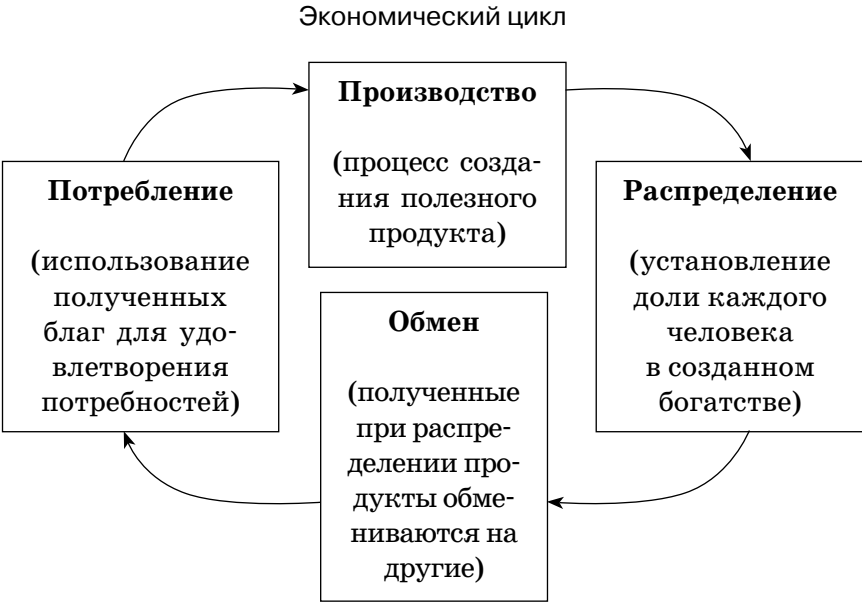 Экономический цикл
Производство
(процесс созда-
ния полезного
продукта)
Распределение
(установление
доли каждого
человека
в созданном
богатстве)
Обмен
(полученные
при распре-
делении про-
дукты обме-
ниваются на
другие)
Потребление
(использование
полученных
благ для удо-
влетворения
потребностей)